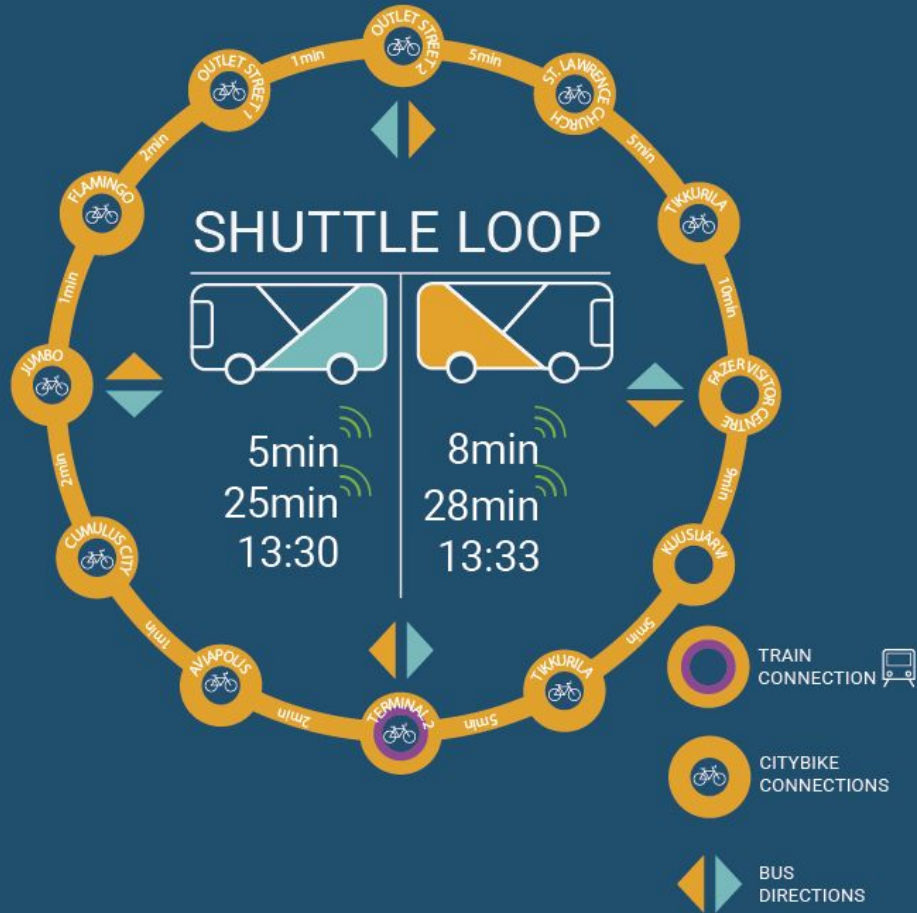 OUTLET STREET 2
5min
ST. LAWRENCE CHURCH
5min
TIKKURILA
10min
FAZER VISITOR CENTRE
9min
KUUSIJÄRVI
5min
TIKKURILA
5min
TERMINAL 2
2min
AVIAPOLIS
1min
CUMULUS CITY
2min
JUMBO
1min
FLAMINGO
2min
OUTLET STREET 1
1min
SHUTTLE LOOP
5min
25min
13:30
8min
28min
13:33
TRAIN
CONNECTION
CITYBIKE
CONNECTIONS
BUS
DIRECTIONS